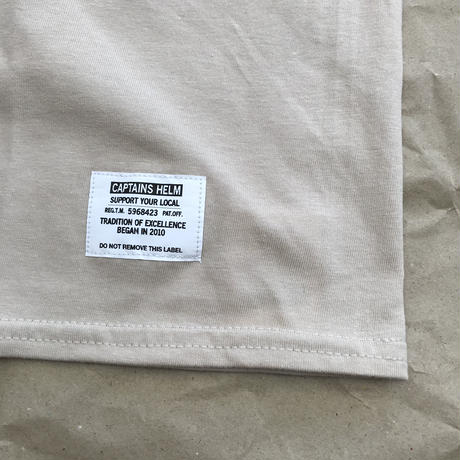 CAPTAINS HELM
SUPPORT YOUR LOCAL
REG.T.M. 5968423 PAT.OFF.
TRADITION OF EXCELLENCE
BEGAM IN 2010
DO NOT REMOVE THIS LABEL